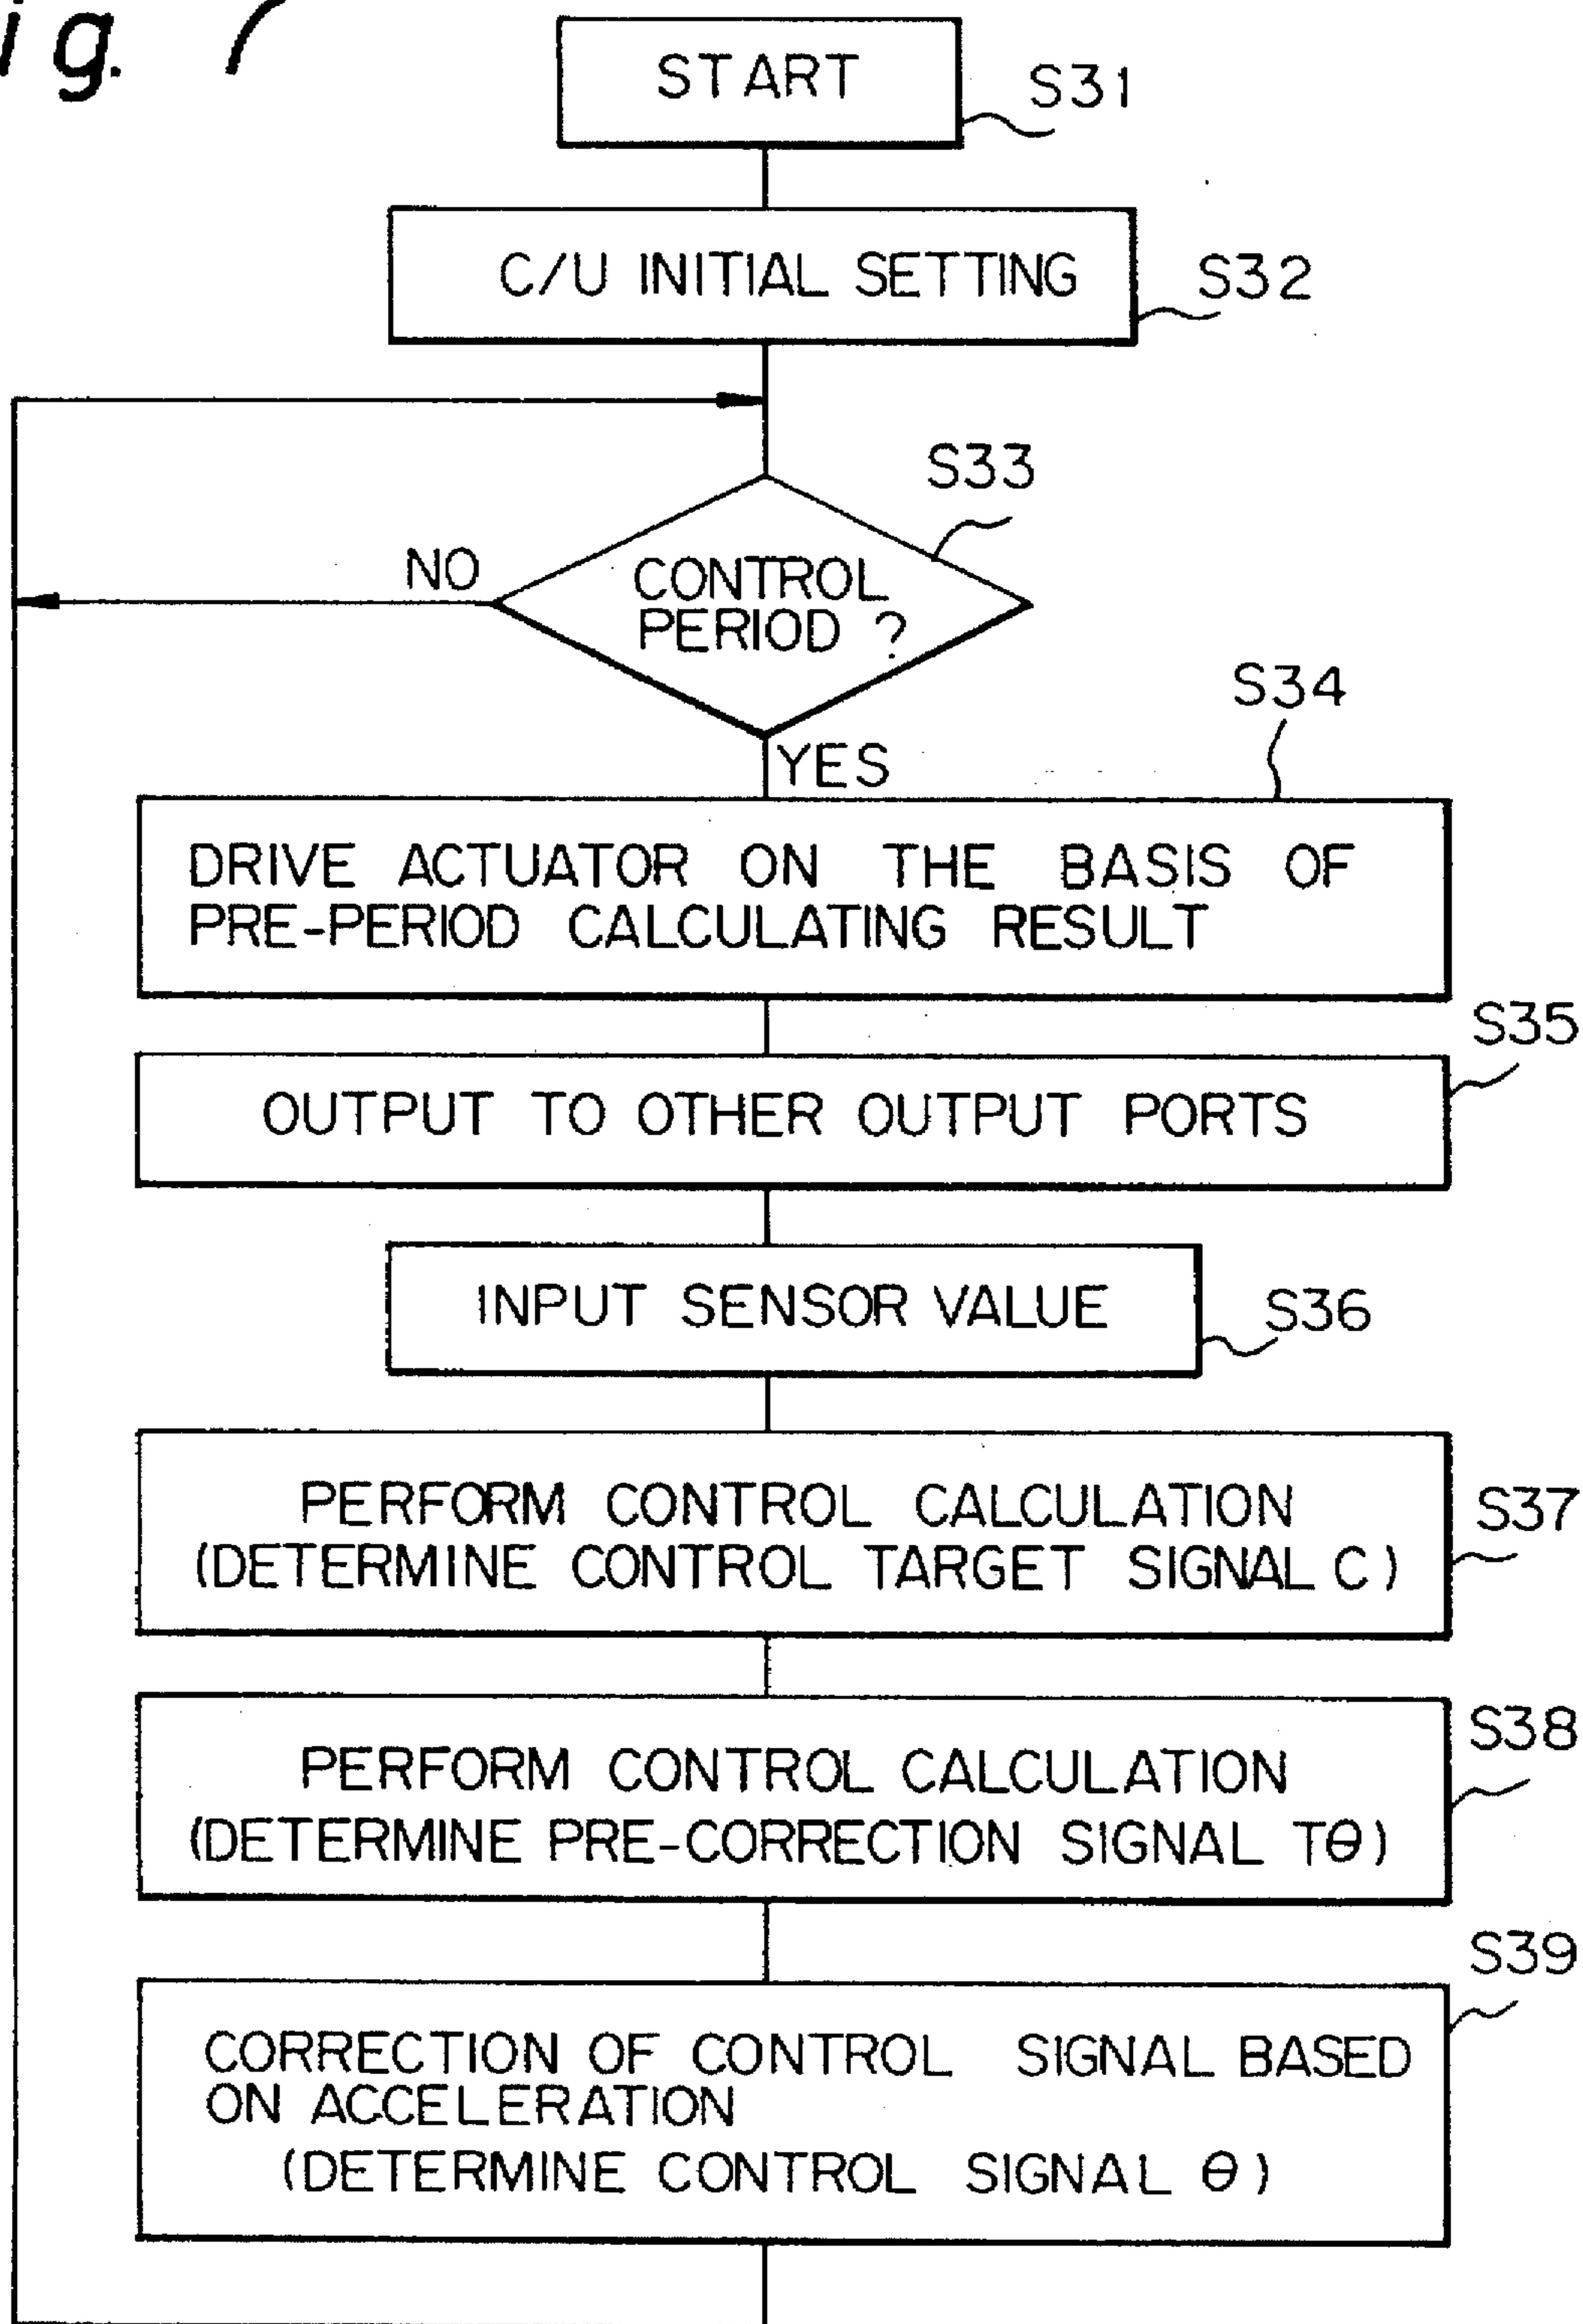 ig. 7
START
S31
C/U INITIAL SETTING
S32
S33
NO
CONTROL
PERIOD ?
S34
YES
DRIVE ACTUATOR ON THE BASIS OF
PRE-PERIOD CALCULATING RESULT
S35
OUTPUT TO OTHER OUTPUT PORTS
INPUT SENSOR VALUE
S36
PERFORM CONTROL CALCULATION
(DETERMINE CONTROL TARGET SIGNAL C)
S37
S38
PERFORM CONTROL CALCULATION
(DETERMINE PRE-CORRECTION SIGNAL Tθ)
S39
CORRECTION OF CONTROL SIGNAL BASED
ON ACCELERATION
(DETERMINE CONTROL SIGNAL θ)